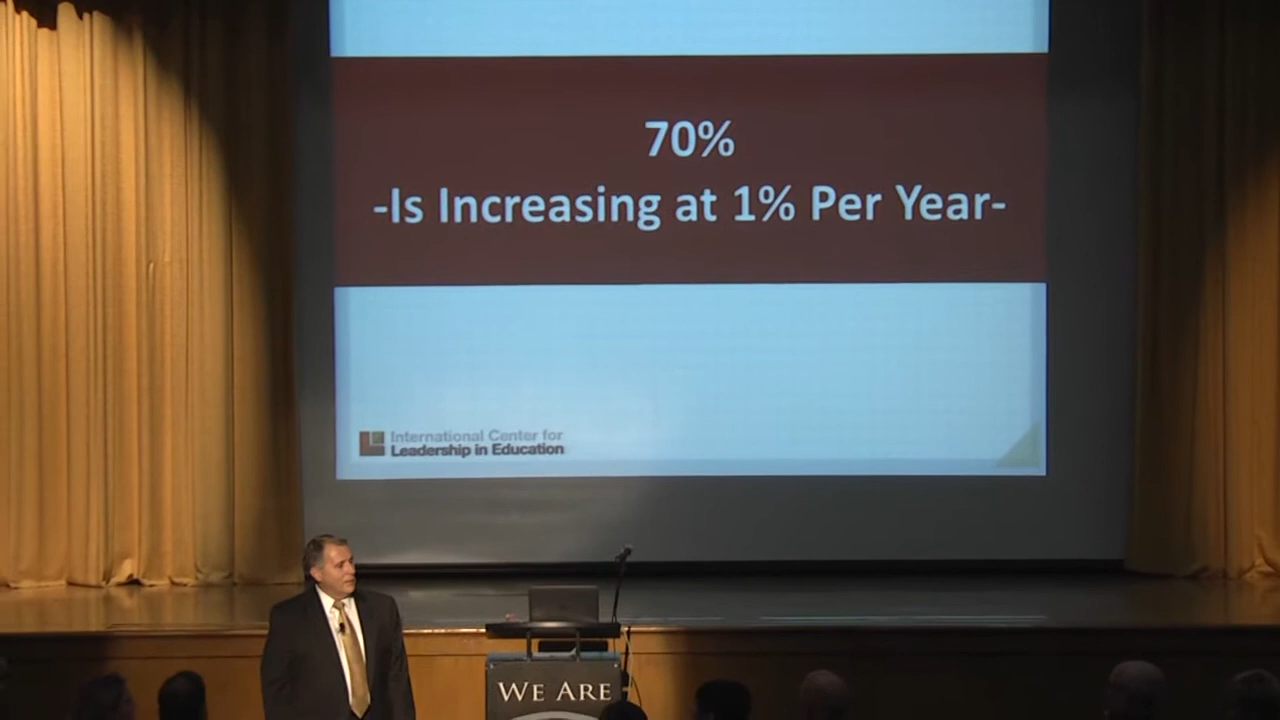 70%
-Is Increasing at 1% Per Year-
International Center for
Leadership in Education
WE ARE